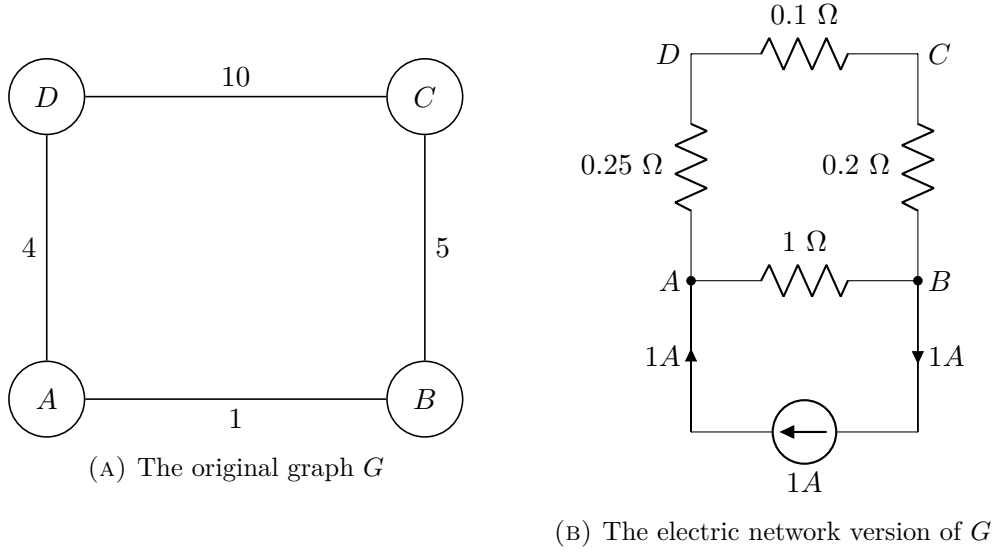 D
10
C
4
5
A
1
B
(A) The original graph G
0.1 Ω
D
C
0.25 Ω
0.2 Ω
1 Ω
A
B
1A
1A
1A
(B) The electric network version of G